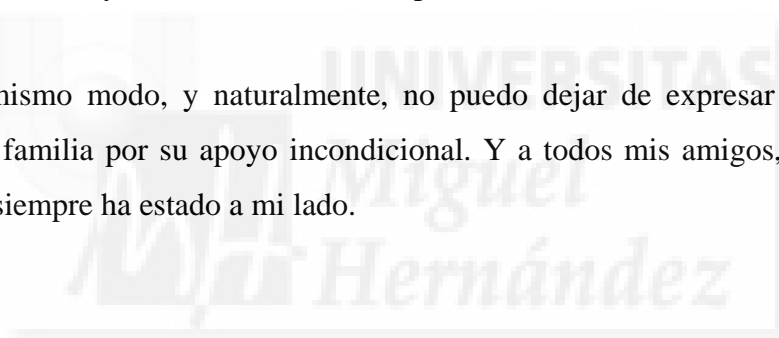 UNIVERSITAS
mismo modo, y naturalmente, no puedo dejar de expresar
familia por su apoyo incondicional. Y a todos mis amigos,
Miguel
siempre ha estado a mi lado.
Hernández